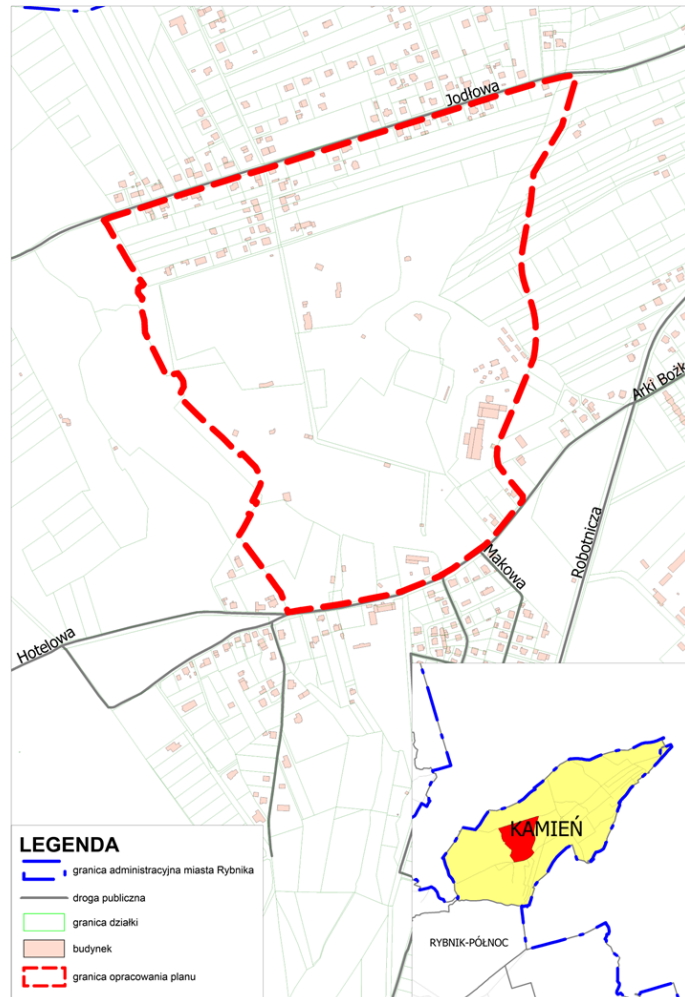 Jodłowa
Arki Bożk
Robotnicza
Makowa
Hotelowa
KAMIEŃ
RYBNIK-PÓŁNOC
LEGENDA
granica administracyjna miasta Rybnika
droga publiczna
granica działki
budynek
granica opracowania planu